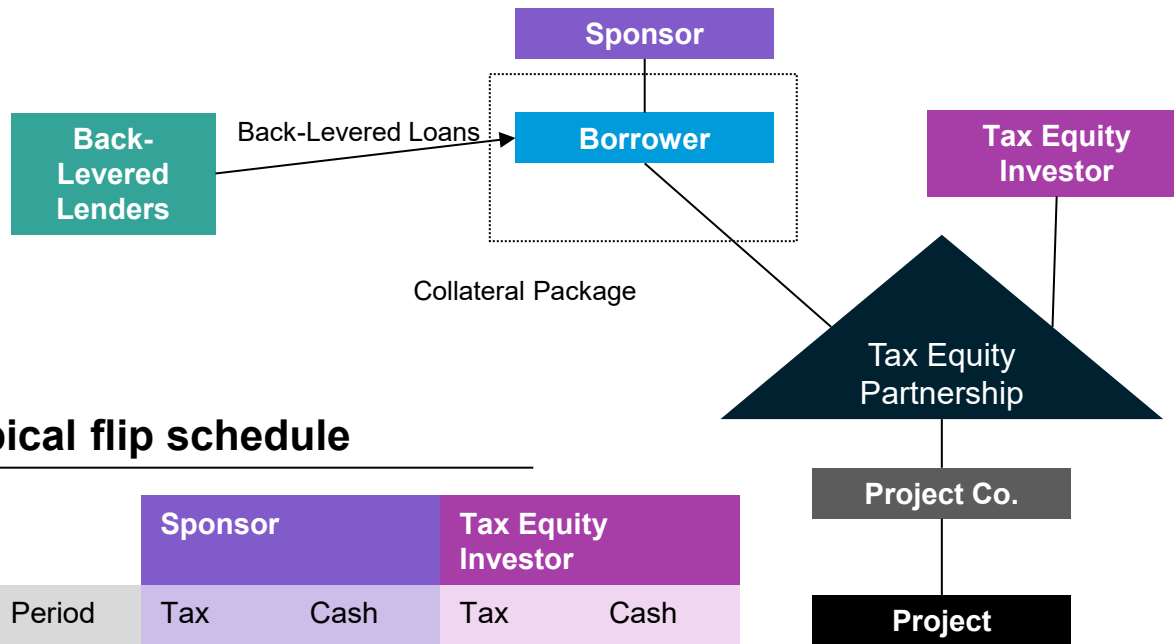 Sponsor
Back-
Levered
Lenders
Back-Levered Loans
Borrower
Tax Equity
Investor
Collateral Package
Tax Equity
Partnership
pical flip schedule
Project Co.
Sponsor
Tax Equity
Investor
Period Tax Cash Tax Cash
Project